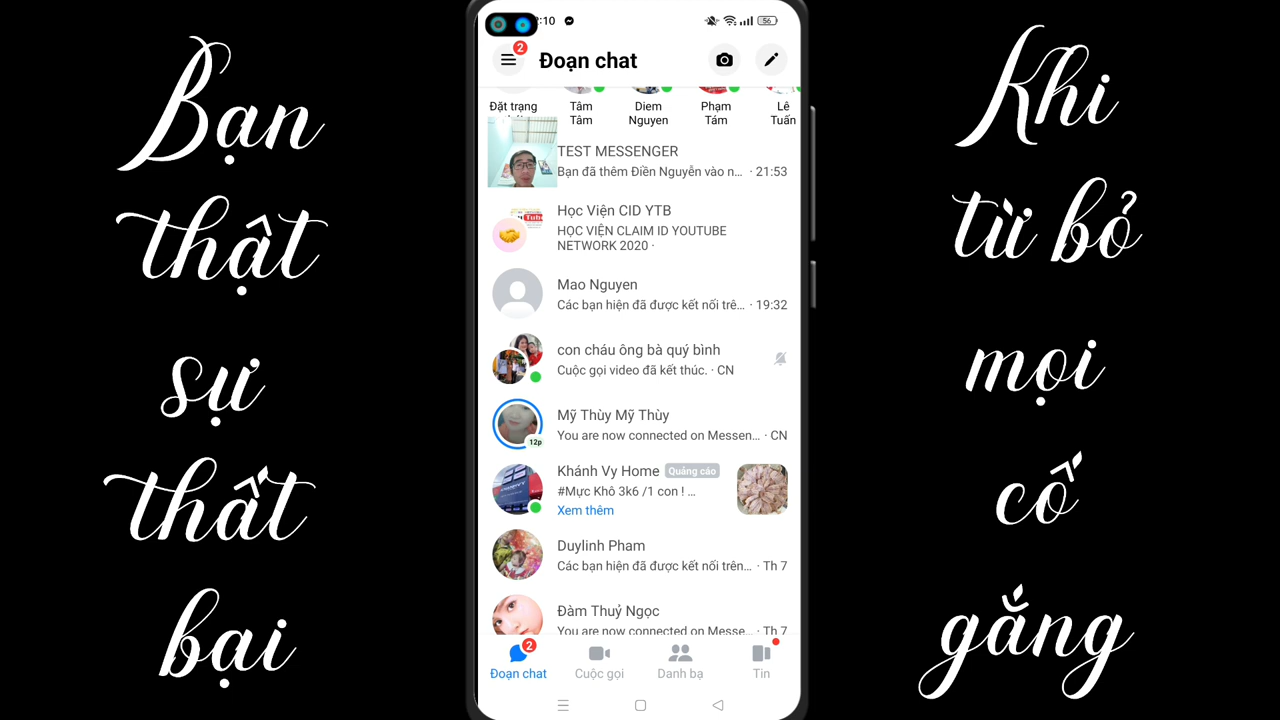 Bạn
thật
sự
thất
bại
:10
56
2
Đoạn chat
Đặt trạng
Tâm
Tâm
Diem
Nguyen
Phạm
Tám
Lê
Tuấn
TEST MESSENGER
Bạn đã thêm Điền Nguyễn vào n... · 21:53
Học Viện CID YTB
HỌC VIỆN CLAIM ID YOUTUBE
NETWORK 2020 ·
Mao Nguyen
Các bạn hiện đã được kết nối trê... · 19:32
con cháu ông bà quý bình
Cuộc gọi video đã kết thúc. · CN
Mỹ Thùy Mỹ Thùy
You are now connected on Messen... · CN
12p
Khánh Vy Home Quảng cáo
#Mực Khô 3k6 /1 con ! ...
Xem thêm
Duylinh Pham
Các bạn hiện đã được kết nối trên... · Th 7
Đàm Thuỷ Ngọc
You are now connected on Messe... · Th 7
2
Đoạn chat
Cuộc gọi
Danh bạ
Tin
Khi
từ bỏ
mọi
cố
gắng